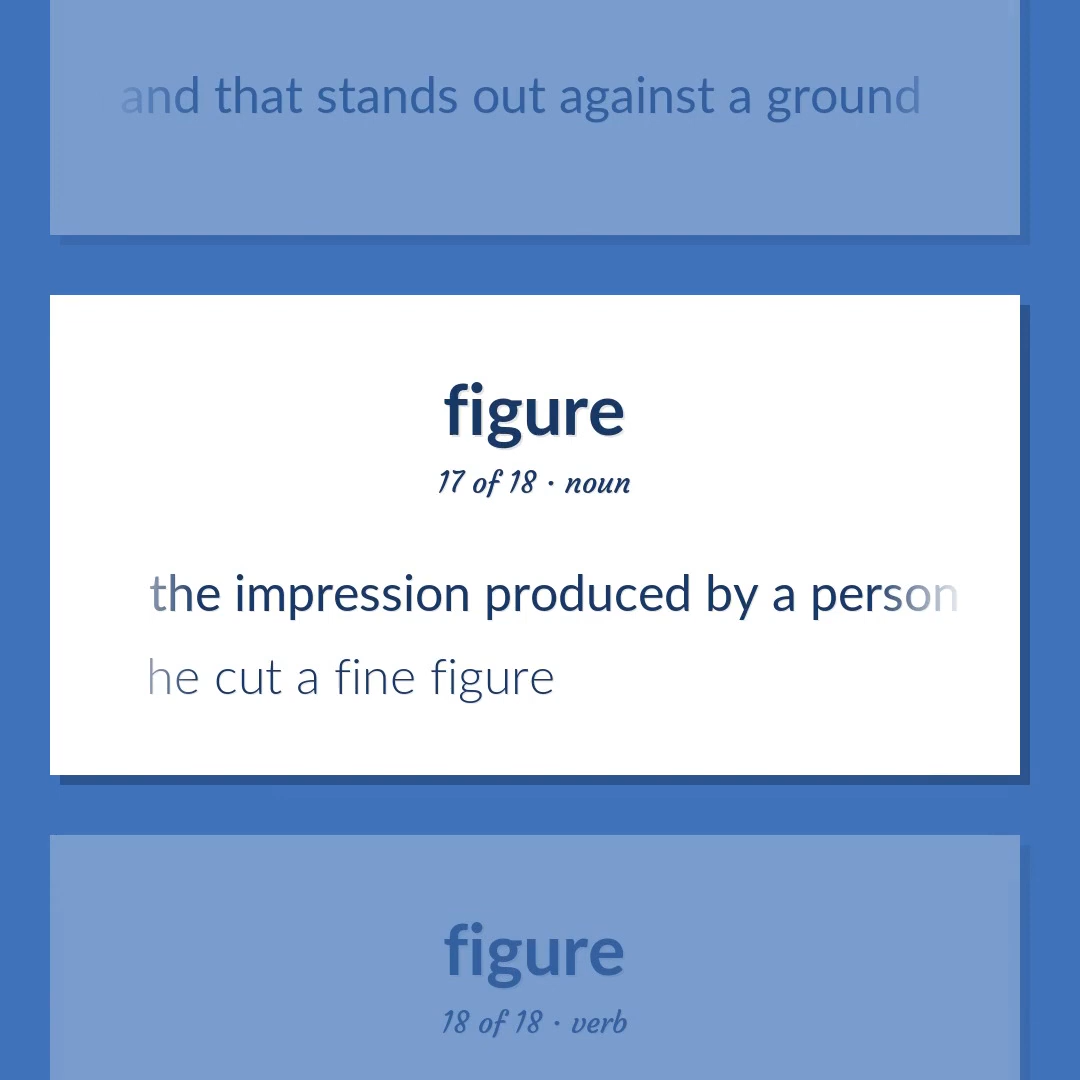 and that stands out against a ground
figure
17 of 18 · noun
the impression produced by a person
he cut a fine figure
figure
18 of 18 · verb